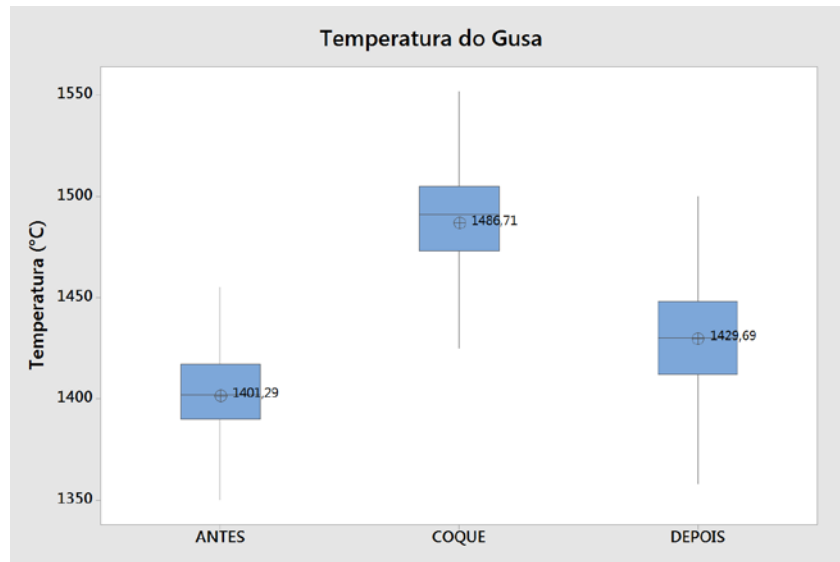 Temperatura do Gusa
Temperatura (°C)
1550
1500
1450
1400
1350
1401,29
1486,71
1429,69
ANTES
COQUE
DEPOIS